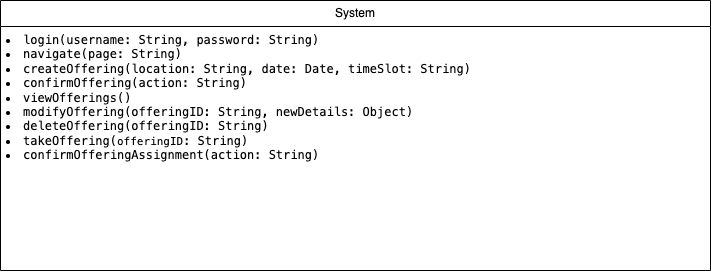 System
• login(username: String, password: String)
• navigate(page: String)
• createOffering(location: String, date: Date, timeSlot: String)
• confirmOffering(action: String)
• viewOfferings()
• modifyOffering(offeringID: String, newDetails: Object)
• deleteOffering(offeringID: String)
• takeOffering(offeringID: String)
• confirmOfferingAssignment(action: String)